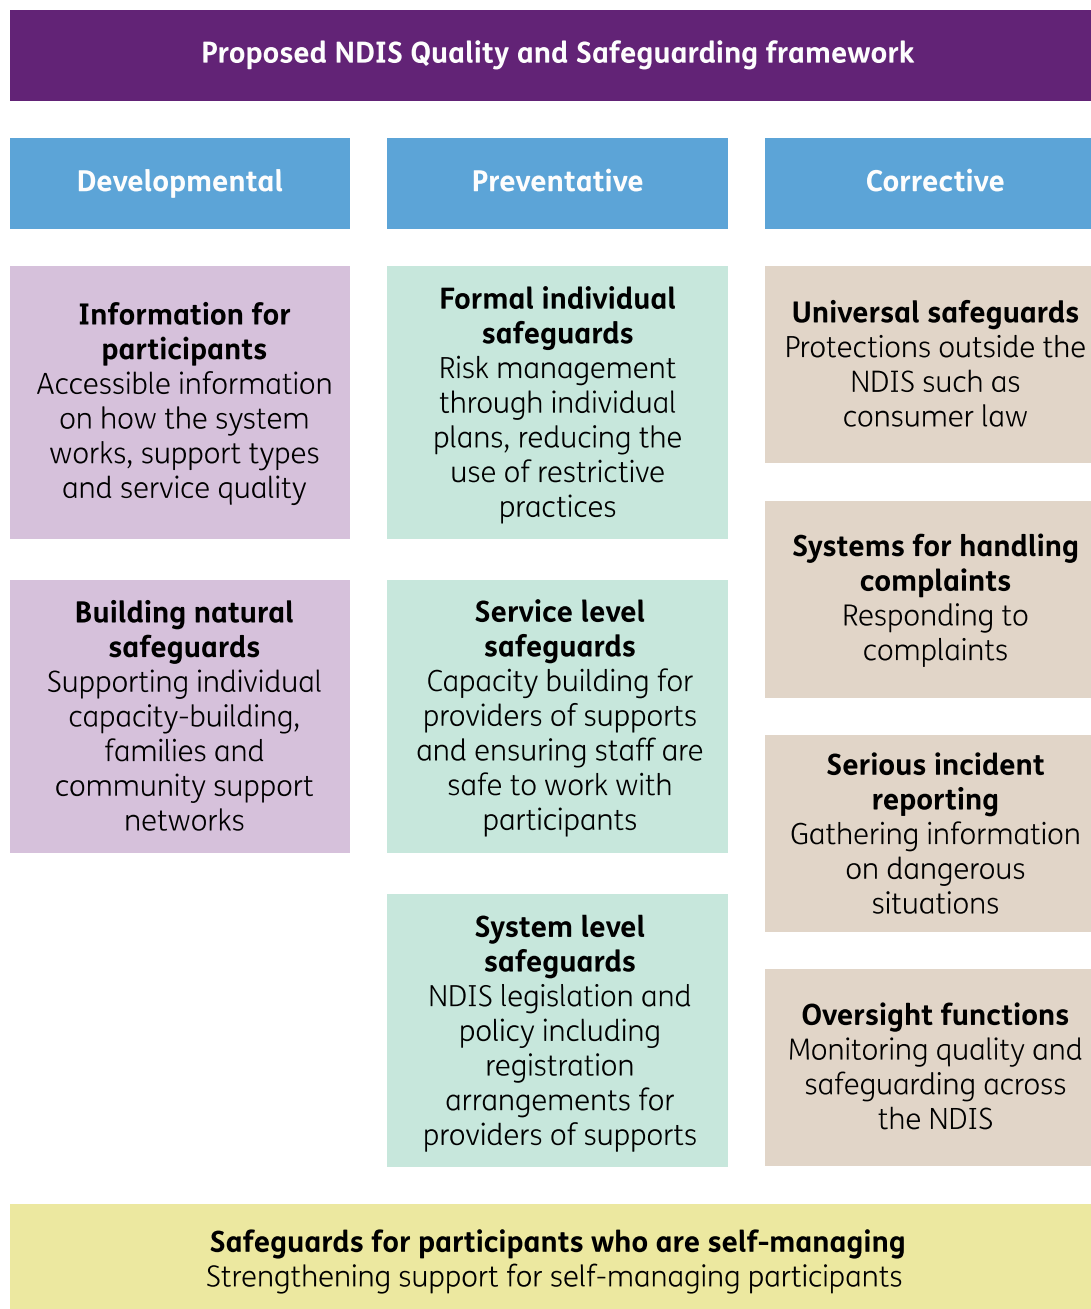 Proposed NDIS Quality and Safeguarding framework
Developmental
Preventative
Corrective
Information for
participants
Accessible information
on how the system
works, support types
and service quality
Building natural
safeguards
Supporting individual
capacity-building,
families and
community support
networks
Formal individual
safeguards
Risk management
through individual
plans, reducing the
use of restrictive
practices
Service level
safeguards
Capacity building for
providers of supports
and ensuring staff are
safe to work with
participants
System level
safeguards
NDIS legislation and
policy including
registration
arrangements for
providers of supports
Universal safeguards
Protections outside the
NDIS such as
consumer law
Systems for handling
complaints
Responding to
complaints
Serious incident
reporting
Gathering information
on dangerous
situations
Oversight functions
Monitoring quality and
safeguarding across
the NDIS
Safeguards for participants who are self-managing
Strengthening support for self-managing participants